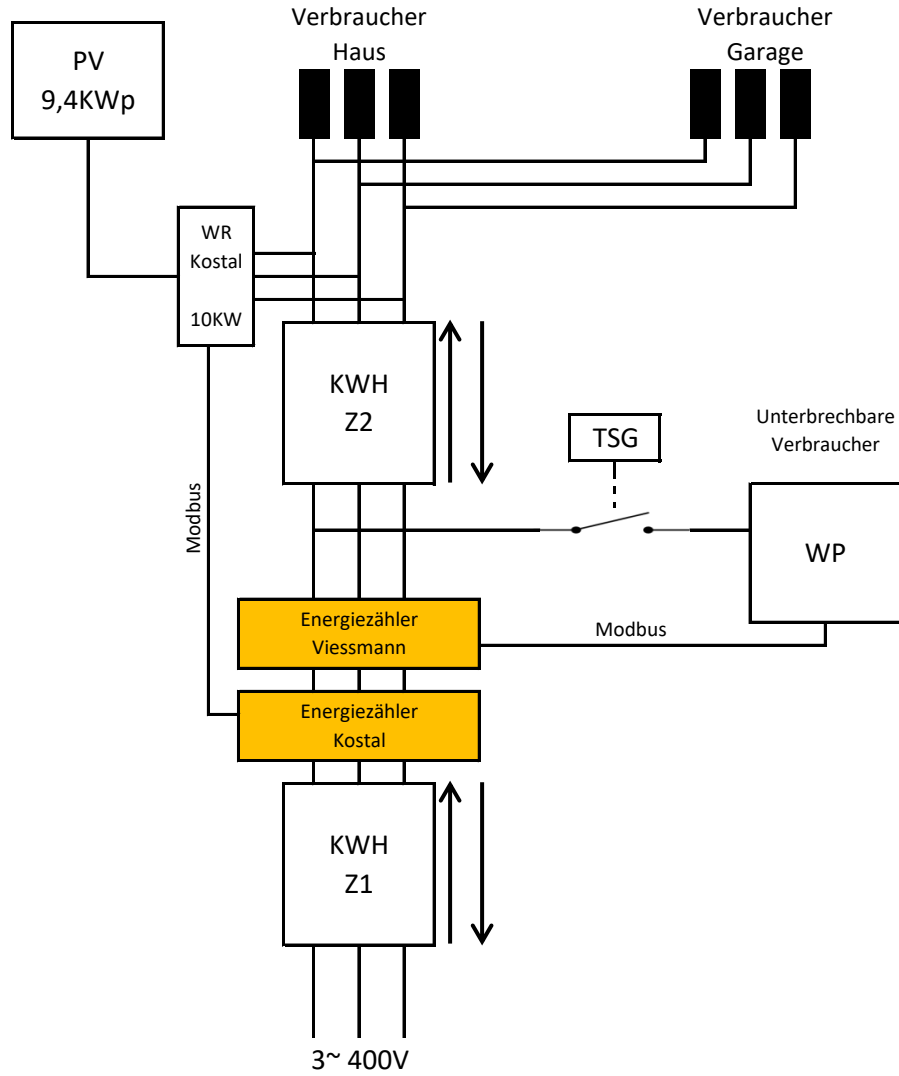 Verbraucher
Haus
Verbraucher
Garage
PV
9,4KWp
WR
Kostal
10KW
KWH
Z2
TSG
Unterbrechbare
Verbraucher
WP
Modbus
Energiezähler
Viessmann
Modbus
Energiezähler
Kostal
KWH
Z1
3~ 400V